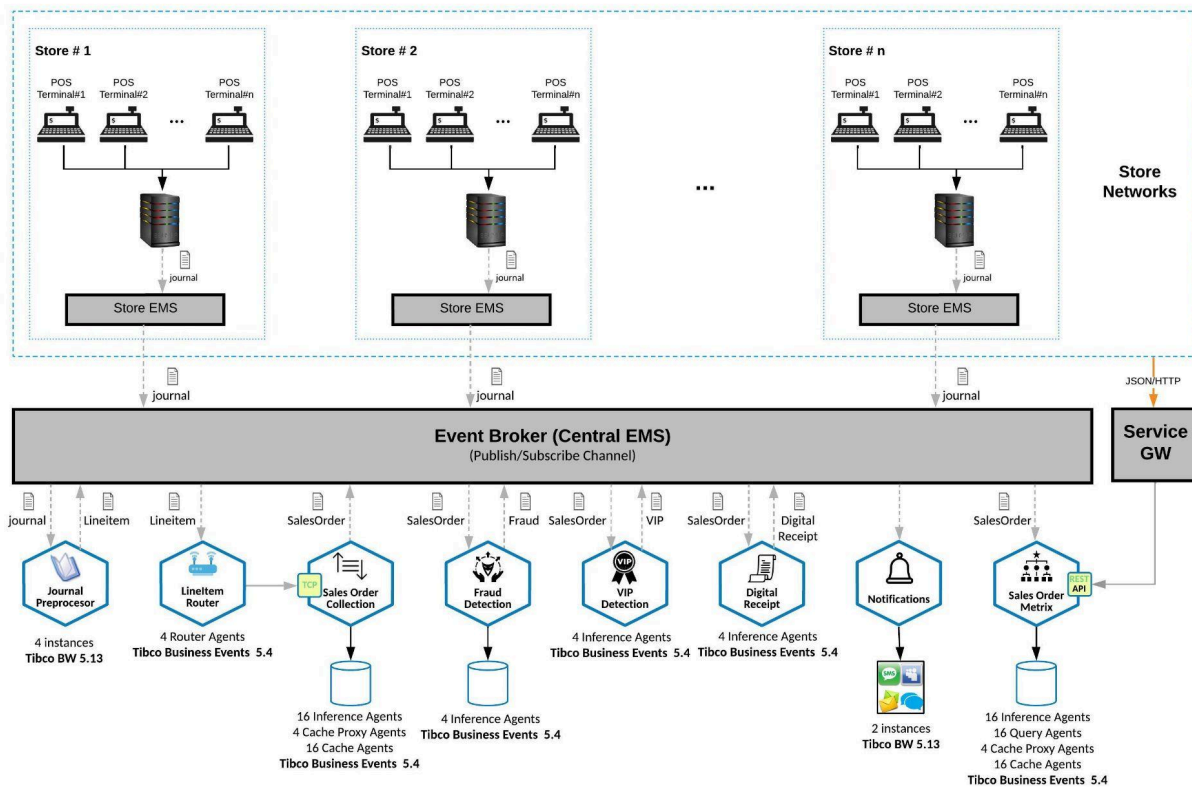 Store # 1
POS
Terminal#1
POS
Terminal#2
...
POS
Terminal#n
journal
Store EMS
Store # 2
POS
Terminal#1
POS
Terminal#2
...
POS
Terminal#n
journal
Store EMS
...
Store # n
POS
Terminal#1
POS
Terminal#2
...
POS
Terminal#n
journal
Store EMS
Store
Networks
journal
journal
journal
JSON/HTTP
Event Broker (Central EMS)
(Publish/Subscribe Channel)
Service
GW
journal
Lineitem
Lineitem
SalesOrder
SalesOrder
Fraud
SalesOrder
VIP
SalesOrder
Digital
Receipt
SalesOrder
Journal
Preprocesor
4 instances
Tibco BW 5.13
LineItem
Router
4 Router Agents
Tibco Business Events 5.4
TCP
Sales Order
Collection
16 Inference Agents
4 Cache Proxy Agents
16 Cache Agents
Tibco Business Events 5.4
Fraud
Detection
4 Inference Agents
Tibco Business Events 5.4
VIP
VIP
Detection
4 Inference Agents
Tibco Business Events 5.4
Digital
Receipt
4 Inference Agents
Tibco Business Events 5.4
Notifications
SMS
2 instances
Tibco BW 5.13
Sales Order
Metrix
REST
API
16 Inference Agents
16 Query Agents
4 Cache Proxy Agents
16 Cache Agents
Tibco Business Events 5.4